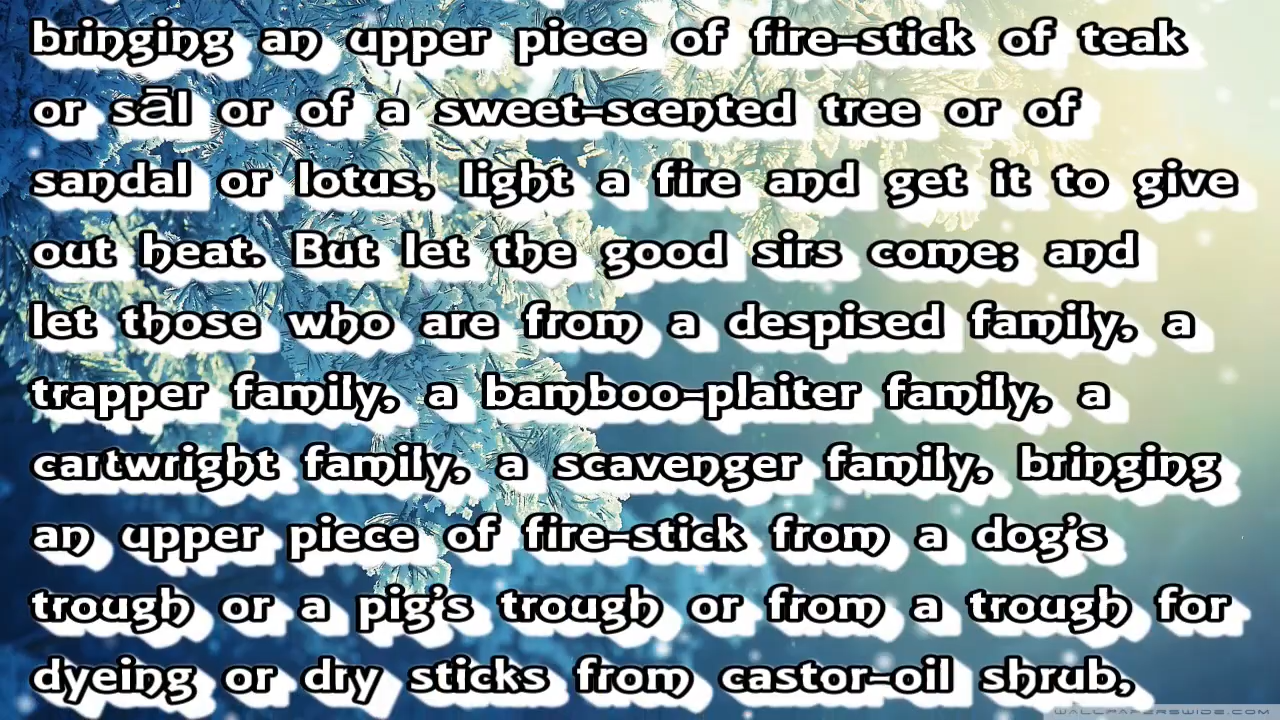 bringing an upper piece of fire-stick of teak
or sāl or of a sweet-scented tree or of
sandal or lotus, light a fire and get it to give
out heat. But let the good sirs come; and
let those who are from a despised family, a
trapper family, a bamboo-plaiter family, a
cartwright family, a scavenger family, bringing
an upper piece of fire-stick from a dog's
trough or a pig's trough or from a trough for
dyeing or dry sticks from castor-oil shrub,
WALLPAPERSWIDE.COM